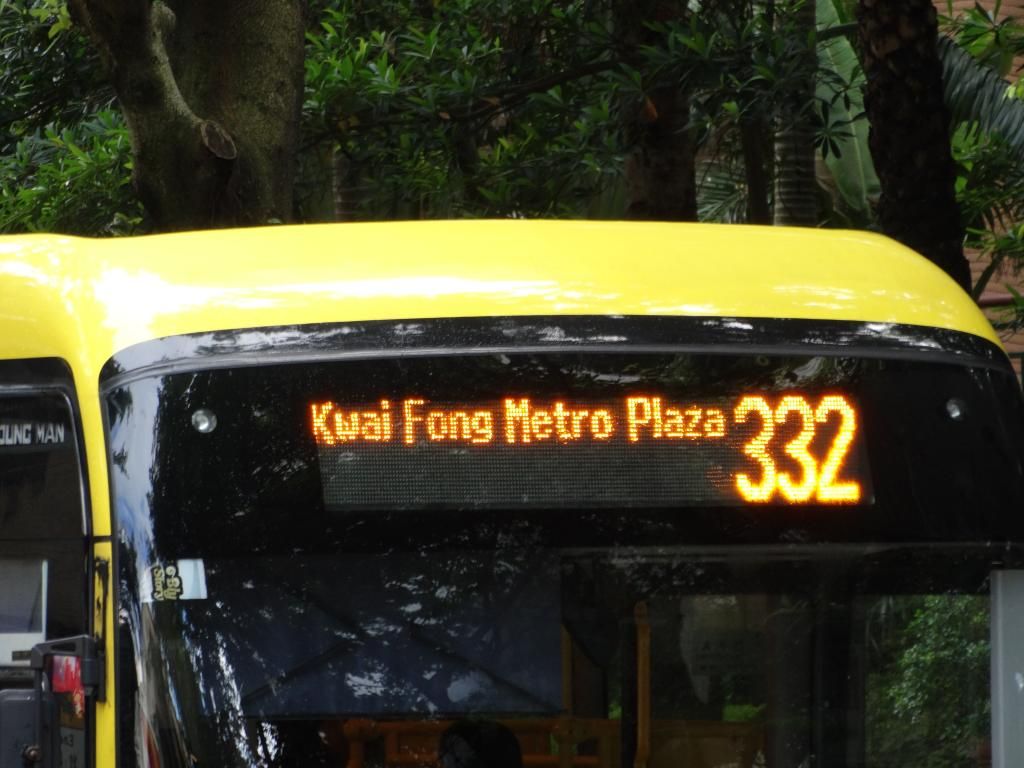 Kwai Fong Metro Plaza 332
OUNG MAN